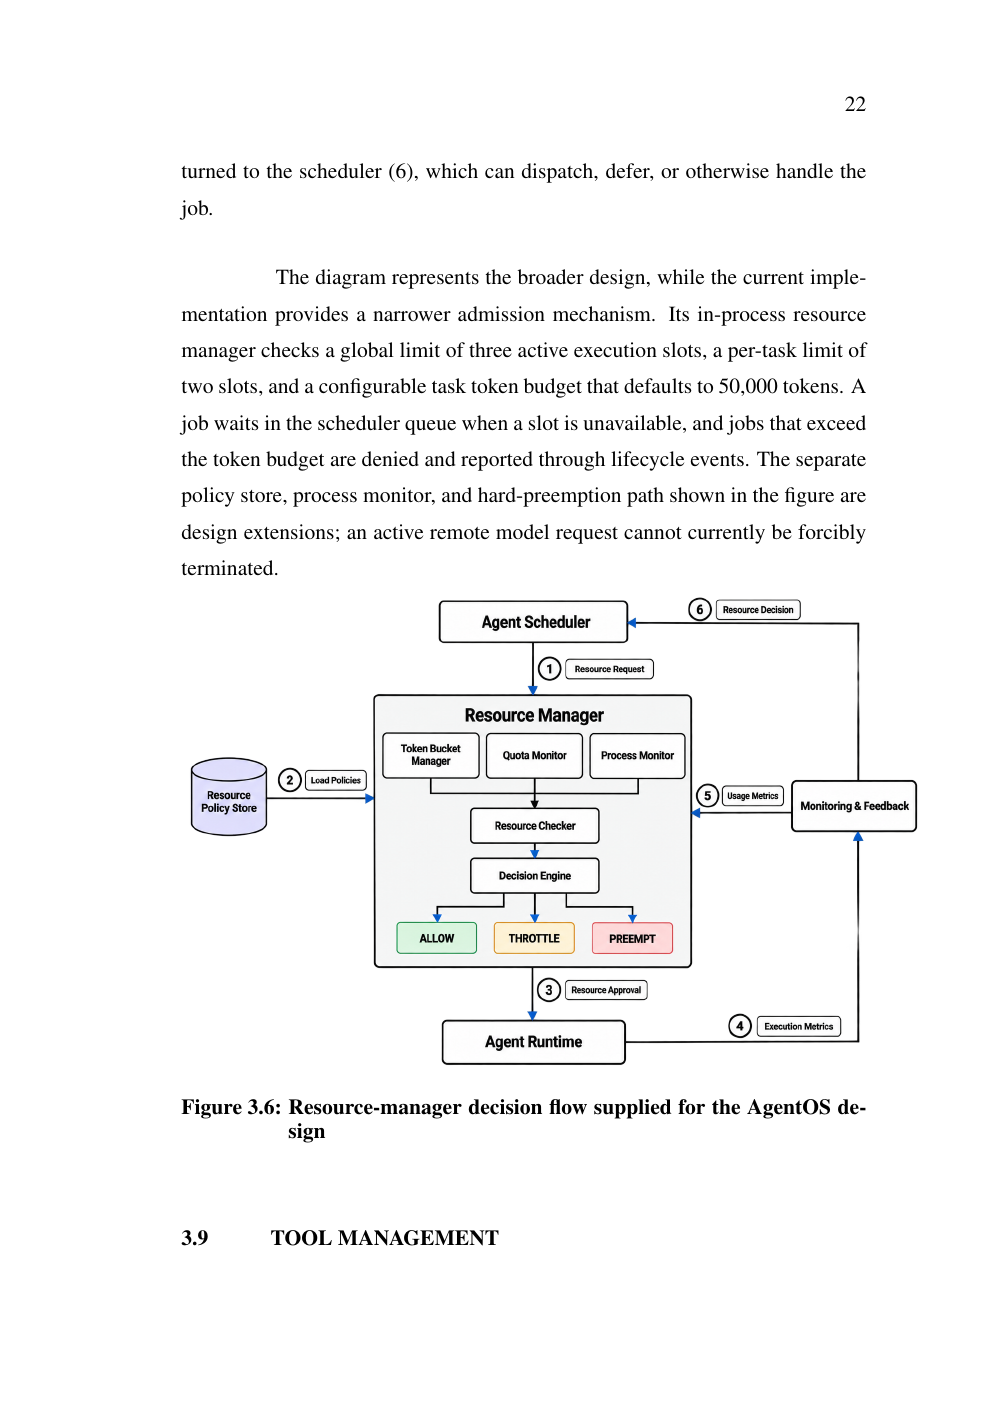 22
turned to the scheduler (6), which can dispatch, defer, or otherwise handle the
job.
The diagram represents the broader design, while the current imple-
mentation provides a narrower admission mechanism. Its in-process resource
manager checks a global limit of three active execution slots, a per-task limit of
two slots, and a configurable task token budget that defaults to 50,000 tokens. A
job waits in the scheduler queue when a slot is unavailable, and jobs that exceed
the token budget are denied and reported through lifecycle events. The separate
policy store, process monitor, and hard-preemption path shown in the figure are
design extensions; an active remote model request cannot currently be forcibly
terminated.
6 Resource Decision
Agent Scheduler
1 Resource Request
Resource Manager
Token Bucket
Manager
Quota Monitor
Process Monitor
2 Load Policies
Resource
Policy Store
5 Usage Metrics
Monitoring & Feedback
Resource Checker
Decision Engine
ALLOW
THROTTLE
PREEMPT
3 Resource Approval
4 Execution Metrics
Agent Runtime
Figure 3.6: Resource-manager decision flow supplied for the AgentOS de-
sign
3.9 TOOL MANAGEMENT